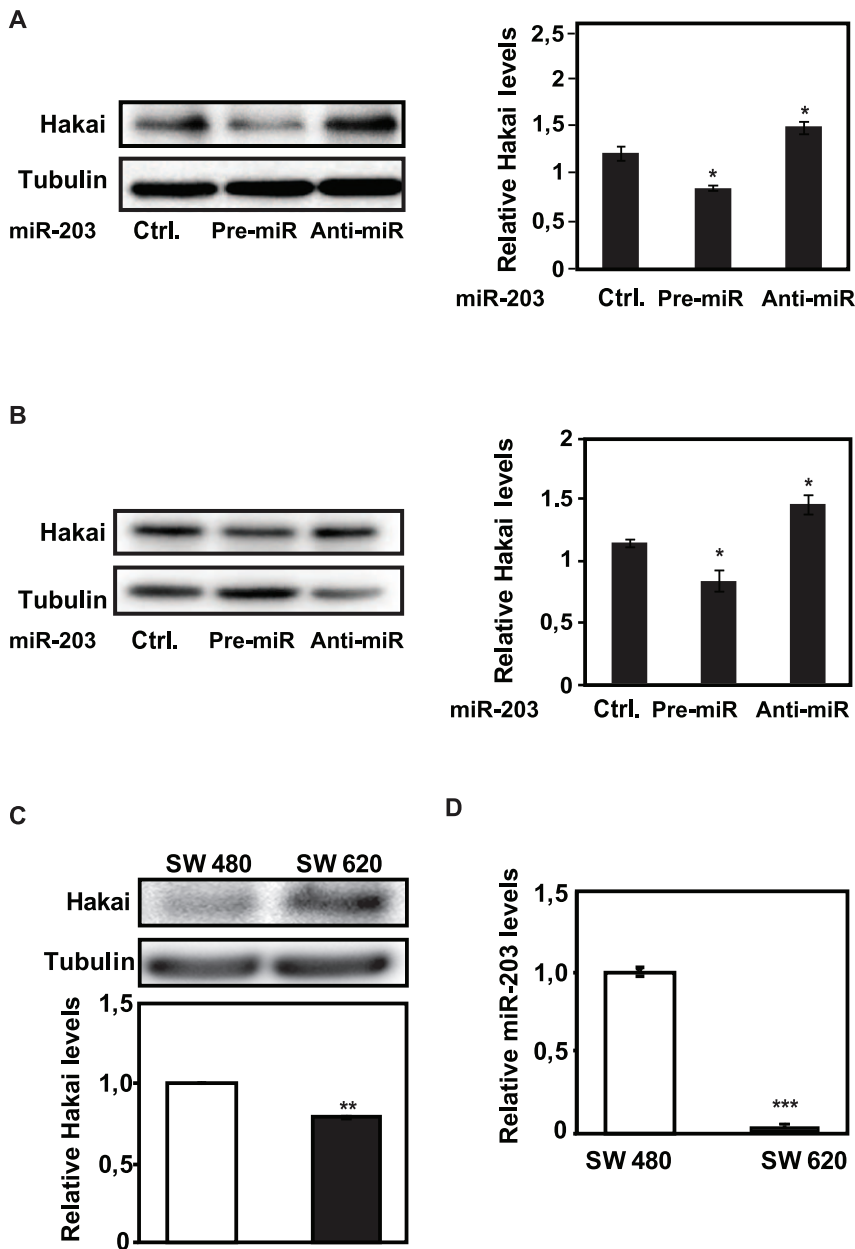 A
Hakai
Tubulin
miR-203 Ctrl. Pre-miR Anti-miR
Relative Hakai levels
2,5
2
1,5
1
0,5
0
*
*
miR-203 Ctrl. Pre-miR Anti-miR
B
Hakai
Tubulin
miR-203 Ctrl. Pre-miR Anti-miR
Relative Hakai levels
2
1.5
1
0,5
0
*
*
miR-203 Ctrl. Pre-miR Anti-miR
C
SW 480 SW 620
Hakai
Tubulin
Relative Hakai levels
1,5
1,0
0,5
0
**
D
Relative miR-203 levels
1,5
1,0
0,5
0
***
SW 480 SW 620